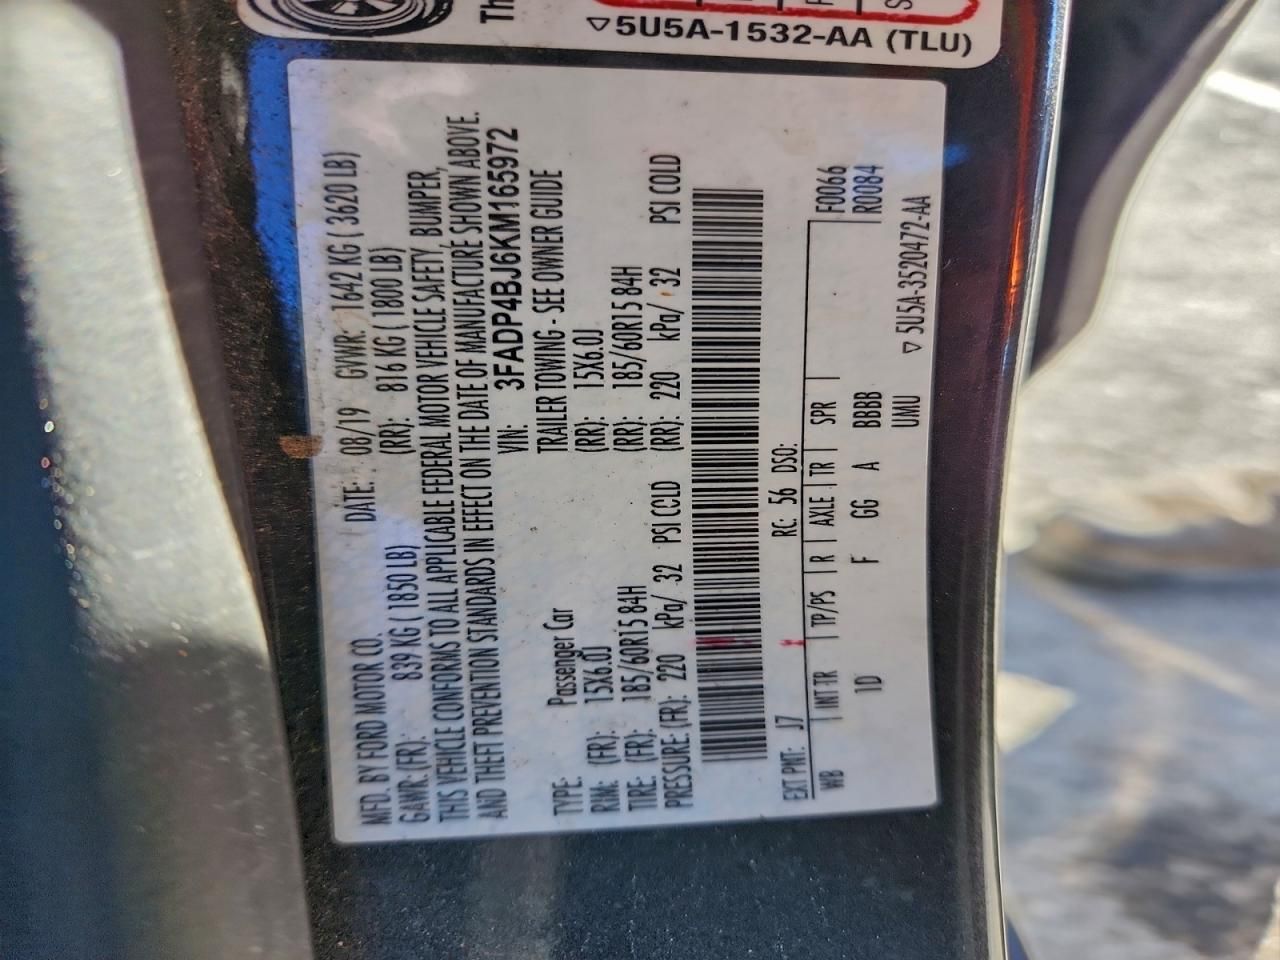 Th
▽5U5A-1532-AA (TLU)
MFD. BY FORD MOTOR CO. DATE: 08/19 GVWR: 1642 KG ( 3620 LB)
GAWR: (FR): 839 KG ( 1850 LB) (RR): 816 KG ( 1800 LB)
THIS VEHICLE CONFORMS TO ALL APPLICABLE FEDERAL MOTOR VEHICLE SAFETY, BUMPER,
AND THEFT PREVENTION STANDARDS IN EFFECT ON THE DATE OF MANUFACTURE SHOWN ABOVE.
VIN: 3FADP4BJ6KM165972
TYPE: Passenger Car TRAILER TOWING - SEE OWNER GUIDE
RIM: (FR): 15X6.0J (RR): 15X6.0J
TIRE: (FR): 185/60R15 84H (RR): 185/60R15 84H
PRESSURE: (FR): 220 kPa/ 32 PSI COLD (RR): 220 kPa/ 32 PSI COLD
EXT PNT: J7 RC: 56 DSO: F0066
WB INT TR TP/PS R AXLE TR SPR R0084
1D F GG A BBBB
UMU ▽ 5U5A-3520472-AA